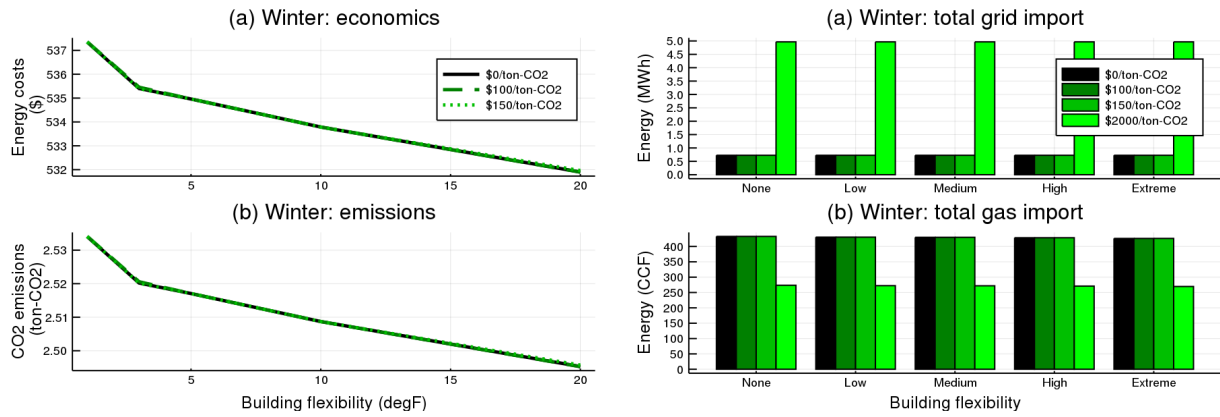 (a) Winter: economics
Energy costs
($)
537
536
535
534
533
532
$0/ton-CO2
$100/ton-CO2
$150/ton-CO2
5
10
15
20
(b) Winter: emissions
CO2 emissions
(ton-CO2)
2.53
2.52
2.51
2.50
5
10
15
20
Building flexibility (degF)
(a) Winter: total grid import
Energy (MWh)
5.0
4.5
4.0
3.5
3.0
2.5
2.0
1.5
1.0
0.5
0.0
$0/ton-CO2
$100/ton-CO2
$150/ton-CO2
$2000/ton-CO2
None Low Medium High Extreme
(b) Winter: total gas import
Energy (CCF)
400
350
300
250
200
150
100
50
0
None Low Medium High Extreme
Building flexibility